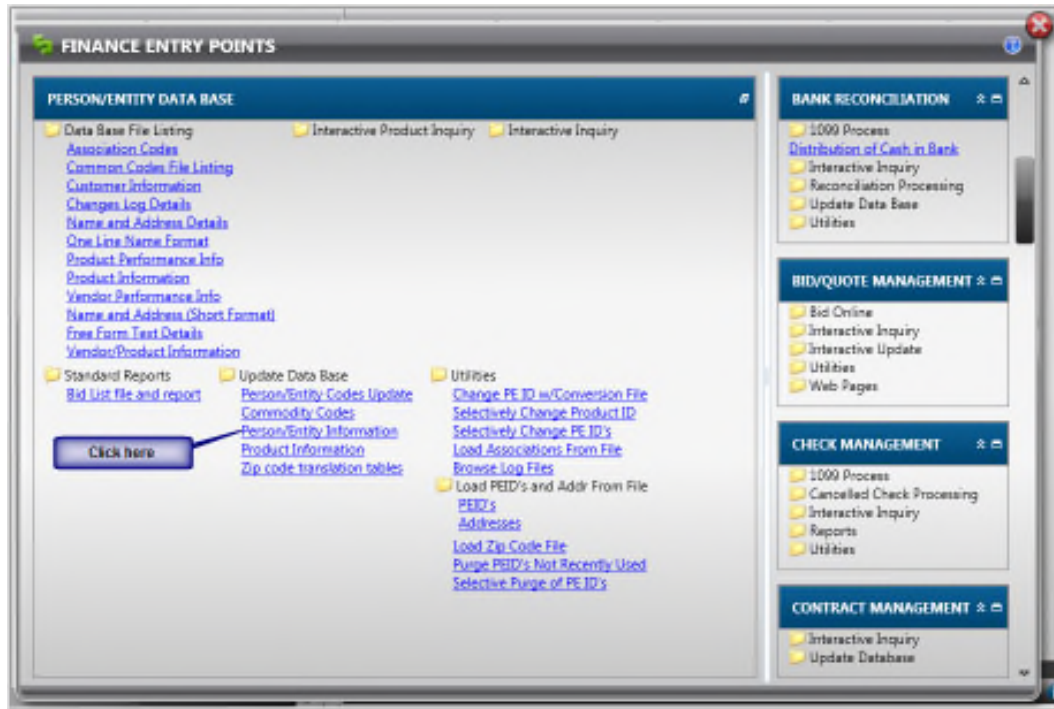 FINANCE ENTRY POINTS
PERSON/ENTITY DATA BASE
Data Base File Listing
Association Codes
Common Codes File Listing
Customer Information
Changes Log Details
Name and Address Details
One Line Name Format
Product Performance Info
Product Information
Vendor Performance Info
Name and Address (Short Format)
Free Form Text Details
Vendor/Product Information
Interactive Product Inquiry
Interactive Inquiry
Standard Reports
Bid List file and report
Click here
Update Data Base
Person/Entity Codes Update
Commodity Codes
Person/Entity Information
Product Information
Zip code translation tables
Utilities
Change PE ID w/Conversion File
Selectively Change Product ID
Selectively Change PE ID's
Load Associations From File
Browse Log Files
Load PEID's and Addr From File
PEID's
Addresses
Load Zip Code File
Purge PEID's Not Recently Used
Selective Purge of PE ID's
BANK RECONCILIATION
1099 Process
Distribution of Cash in Bank
Interactive Inquiry
Reconciliation Processing
Update Data Base
Utilities
BID/QUOTE MANAGEMENT
Bid Online
Interactive Inquiry
Interactive Update
Utilities
Web Pages
CHECK MANAGEMENT
1099 Process
Cancelled Check Processing
Interactive Inquiry
Reports
Utilities
CONTRACT MANAGEMENT
Interactive Inquiry
Update Database